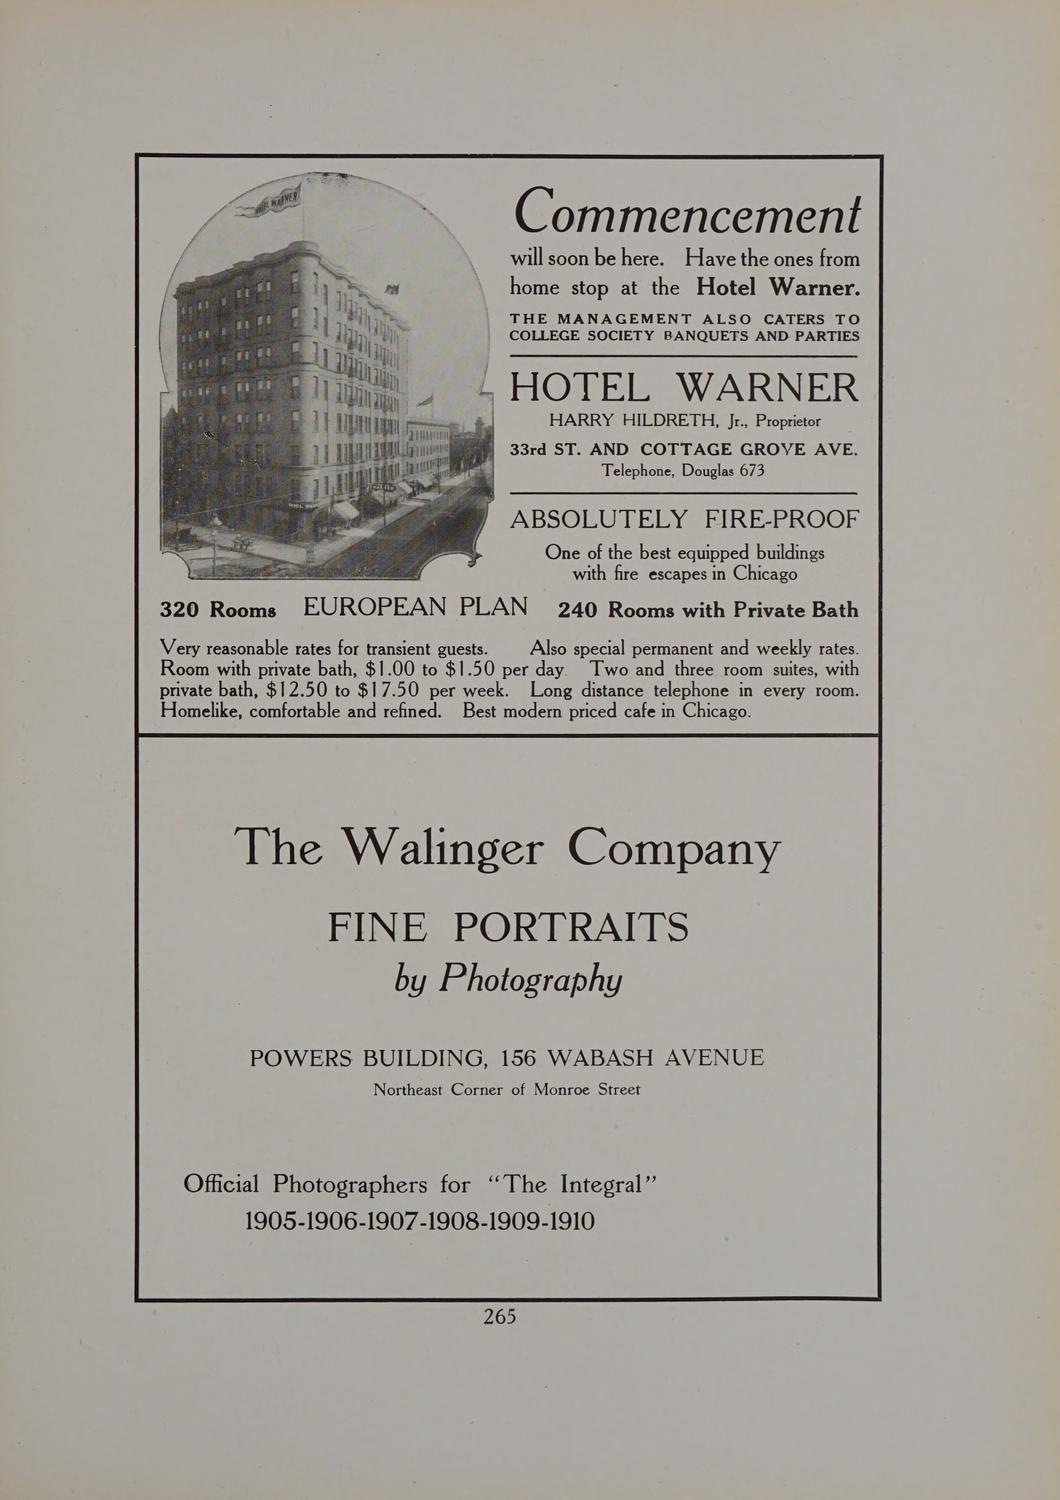 HOTEL WARNER
Commencement
will soon be here. Have the ones from
home stop at the Hotel Warner.
THE MANAGEMENT ALSO CATERS TO
COLLEGE SOCIETY BANQUETS AND PARTIES
HOTEL WARNER
HARRY HILDRETH, Jr., Proprietor
33rd ST. AND COTTAGE GROVE AVE.
Telephone, Douglas 673
ABSOLUTELY FIRE-PROOF
One of the best equipped buildings
with fire escapes in Chicago
320 Rooms EUROPEAN PLAN 240 Rooms with Private Bath
Very reasonable rates for transient guests. Also special permanent and weekly rates.
Room with private bath, $1.00 to $1.50 per day. Two and three room suites, with
private bath, $12.50 to $17.50 per week. Long distance telephone in every room.
Homelike, comfortable and refined. Best modern priced cafe in Chicago.
The Walinger Company
FINE PORTRAITS
by Photography
POWERS BUILDING, 156 WABASH AVENUE
Northeast Corner of Monroe Street
Official Photographers for "The Integral"
1905-1906-1907-1908-1909-1910
265